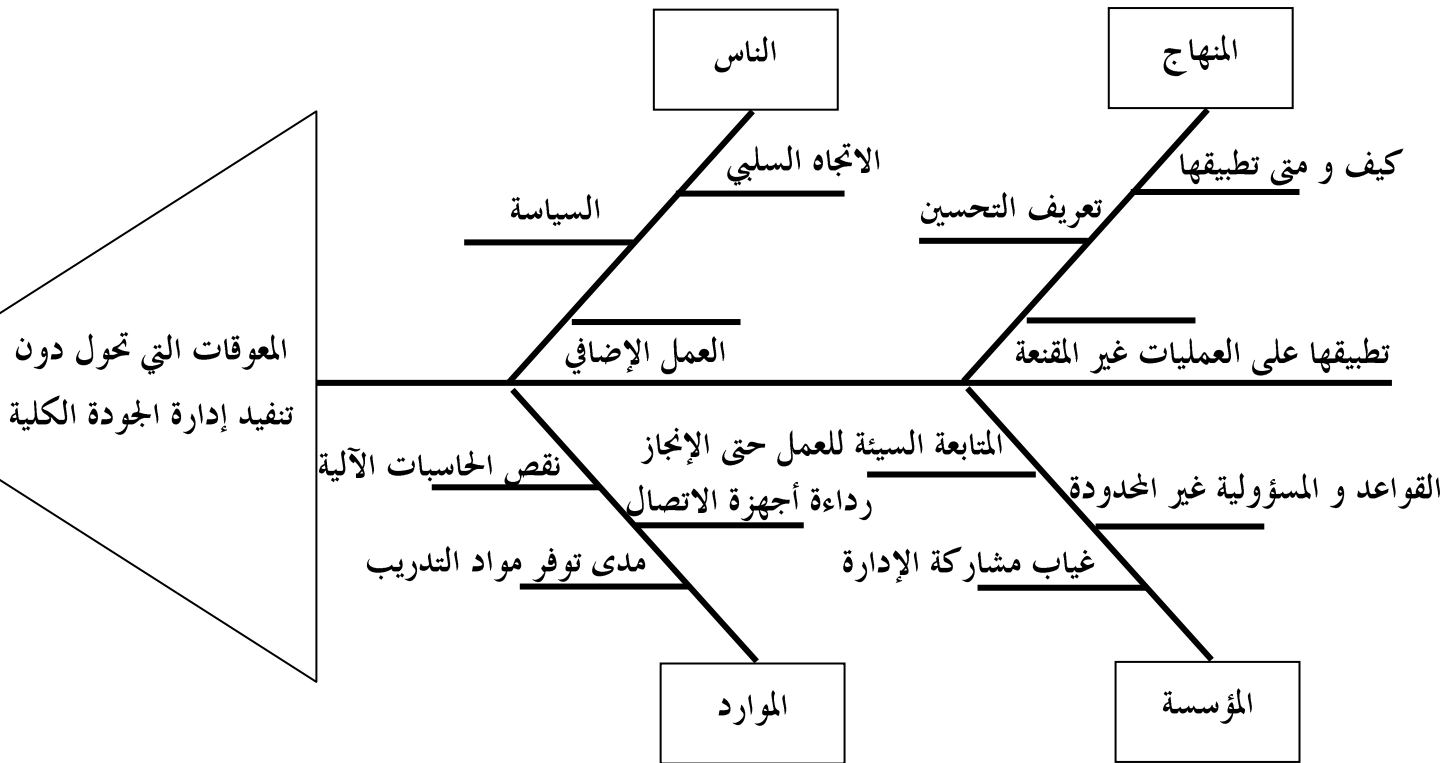 المنهاج
الناس
كيف و متى تطبيقها
الاتجاه السلبي
تعريف التحسين
السياسة
تطبيقها على العمليات غير المقنعة
العمل الإضافي
المعوقات التي تحول دون
تنفيد إدارة الجودة الكلية
المتابعة السيئة للعمل حتى الإنجاز
نقص الحاسبات الآلية
القواعد و المسؤولية غير المحدودة
رداءة أجهزة الاتصال
غياب مشاركة الإدارة
مدى توفر مواد التدريب
المؤسسة
الموارد